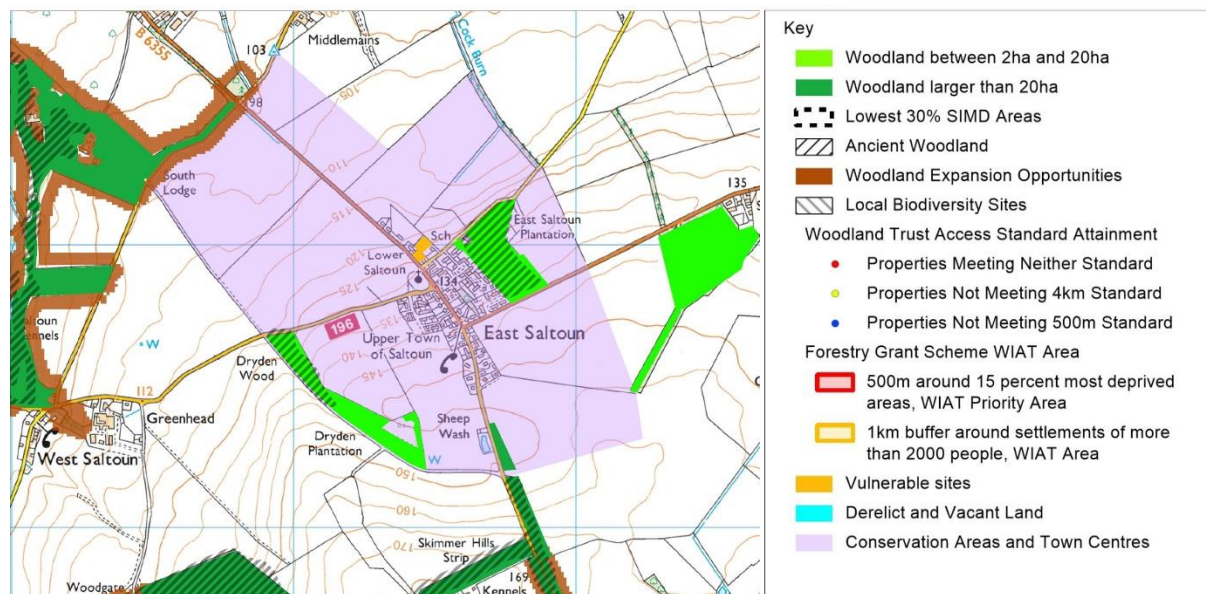 B 6355
103
Middlemains
Cock Burn
105
98
110
South
Lodge
115
135
Sch
East Saltoun
Plantation
120
Lower
Saltoun
125
134
196
135
East Saltoun
Upper Town
of Saltoun
140
145
W
Dryden
Wood
112
Greenhead
Sheep
Wash
Dryden
Plantation
West Saltoun
W
150
160
170
Skimmer Hills
Strip
169
Kennels
Woodgate
Key
Woodland between 2ha and 20ha
Woodland larger than 20ha
Lowest 30% SIMD Areas
Ancient Woodland
Woodland Expansion Opportunities
Local Biodiversity Sites
Woodland Trust Access Standard Attainment
Properties Meeting Neither Standard
Properties Not Meeting 4km Standard
Properties Not Meeting 500m Standard
Forestry Grant Scheme WIAT Area
500m around 15 percent most deprived
areas, WIAT Priority Area
1km buffer around settlements of more
than 2000 people, WIAT Area
Vulnerable sites
Derelict and Vacant Land
Conservation Areas and Town Centres